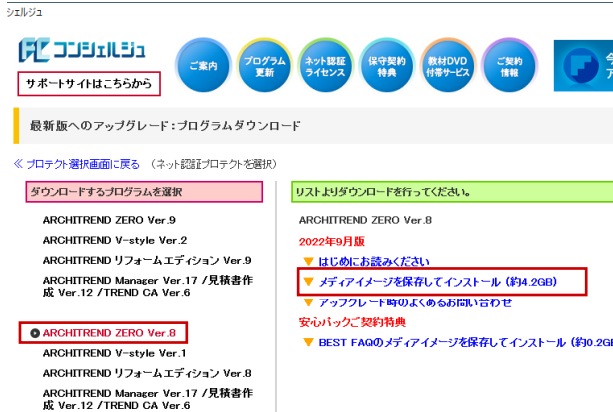 シェルジュ
FC コンシェルジュ
サポートサイトはこちらから
ご案内
プログラム
更新
ネット認証
ライセンス
保守契約
特典
教材DVD
付帯サービス
ご契約
情報
最新版へのアップグレード:プログラムダウンロード
≪ プロテクト選択画面に戻る (ネット認証プロテクトを選択)
ダウンロードするプログラムを選択
ARCHITREND ZERO Ver.9
ARCHITREND V-style Ver.2
ARCHITREND リフォームエディション Ver.9
ARCHITREND Manager Ver.17 /見積書作
成 Ver.12 /TREND CA Ver.6
ARCHITREND ZERO Ver.8
ARCHITREND V-style Ver.1
ARCHITREND リフォームエディション Ver.8
ARCHITREND Manager Ver.17 /見積書作
成 Ver.12 /TREND CA Ver.6
リストよりダウンロードを行ってください。
ARCHITREND ZERO Ver.8
2022年9月版
▼ はじめにお読みください
▼ メディアイメージを保存してインストール (約4.2GB)
▼ アップグレード時のよくあるお問い合わせ
安心パックご契約特典
▼ BEST FAQのメディアイメージを保存してインストール (約0.2GB